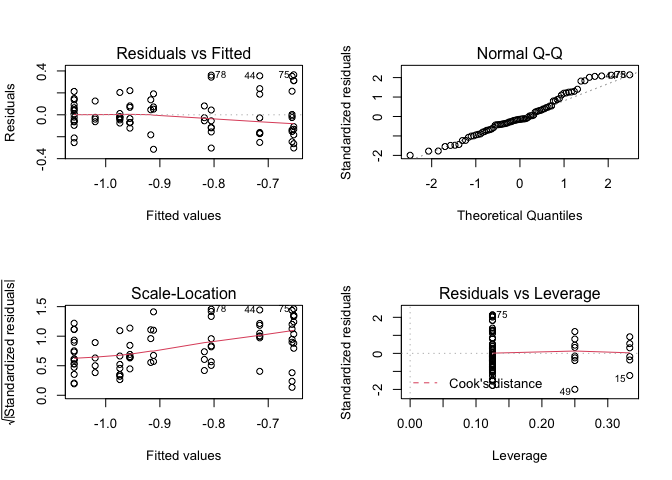 Residuals vs Fitted
Residuals
0.4
0.0
-0.4
78
44
75
-1.0 -0.9 -0.8 -0.7
Fitted values
Normal Q-Q
Standardized residuals
2
1
0
-2
75
-2 -1 0 1 2
Theoretical Quantiles
Scale-Location
√|Standardized residuals|
1.5
1.0
0.5
0.0
78
44
75
-1.0 -0.9 -0.8 -0.7
Fitted values
Residuals vs Leverage
Standardized residuals
2
0
-2
75
15
49
Cook's distance
0.00 0.10 0.20 0.30
Leverage